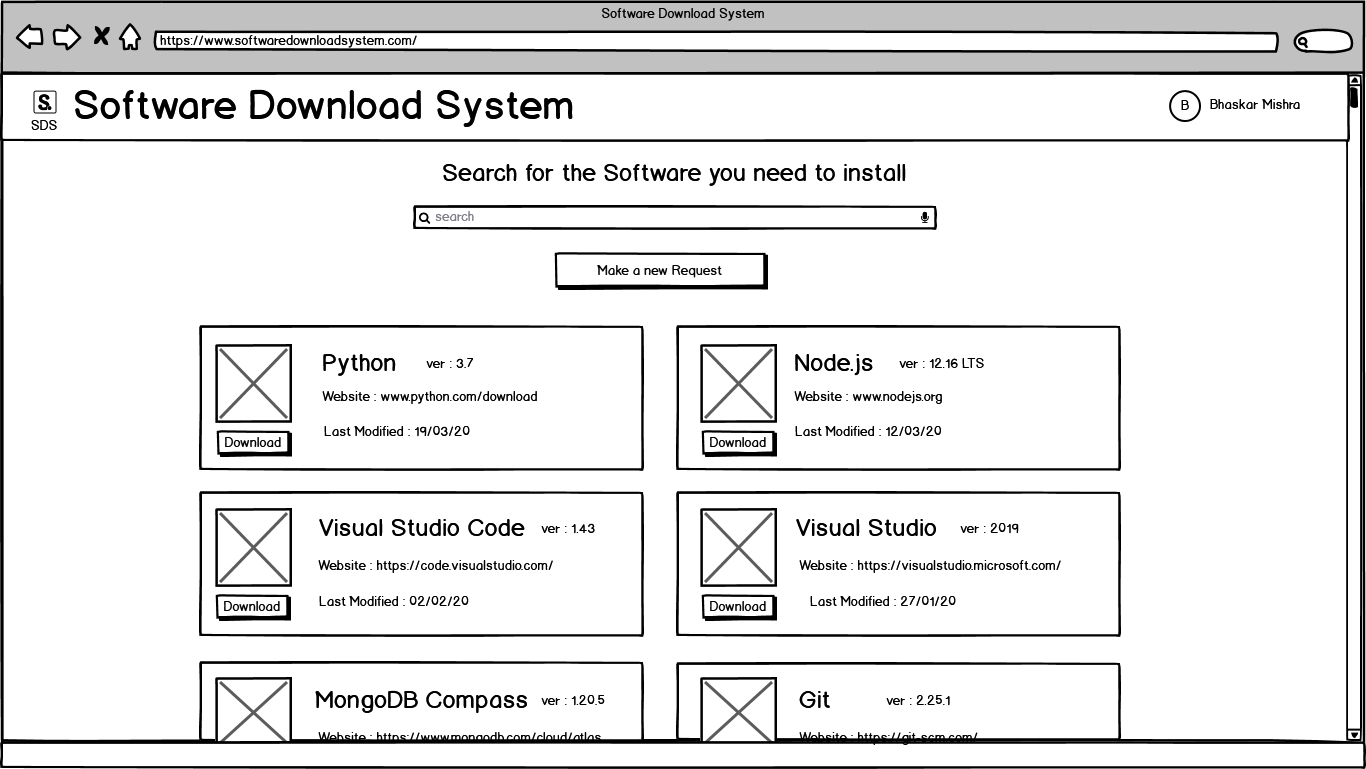 Software Download System
https://www.softwaredownloadsystem.com/
S.
SDS
Software Download System
B
Bhaskar Mishra
Search for the Software you need to install
search
Make a new Request
Python ver : 3.7
Website : www.python.com/download
Last Modified : 19/03/20
Download
Node.js ver : 12.16 LTS
Website : www.nodejs.org
Last Modified : 12/03/20
Download
Visual Studio Code ver : 1.43
Website : https://code.visualstudio.com/
Last Modified : 02/02/20
Download
Visual Studio ver : 2019
Website : https://visualstudio.microsoft.com/
Last Modified : 27/01/20
Download
MongoDB Compass ver : 1.20.5
Website : https://www.mongodb.com/cloud/atlas
Git ver : 2.25.1
Website : https://git-scm.com/